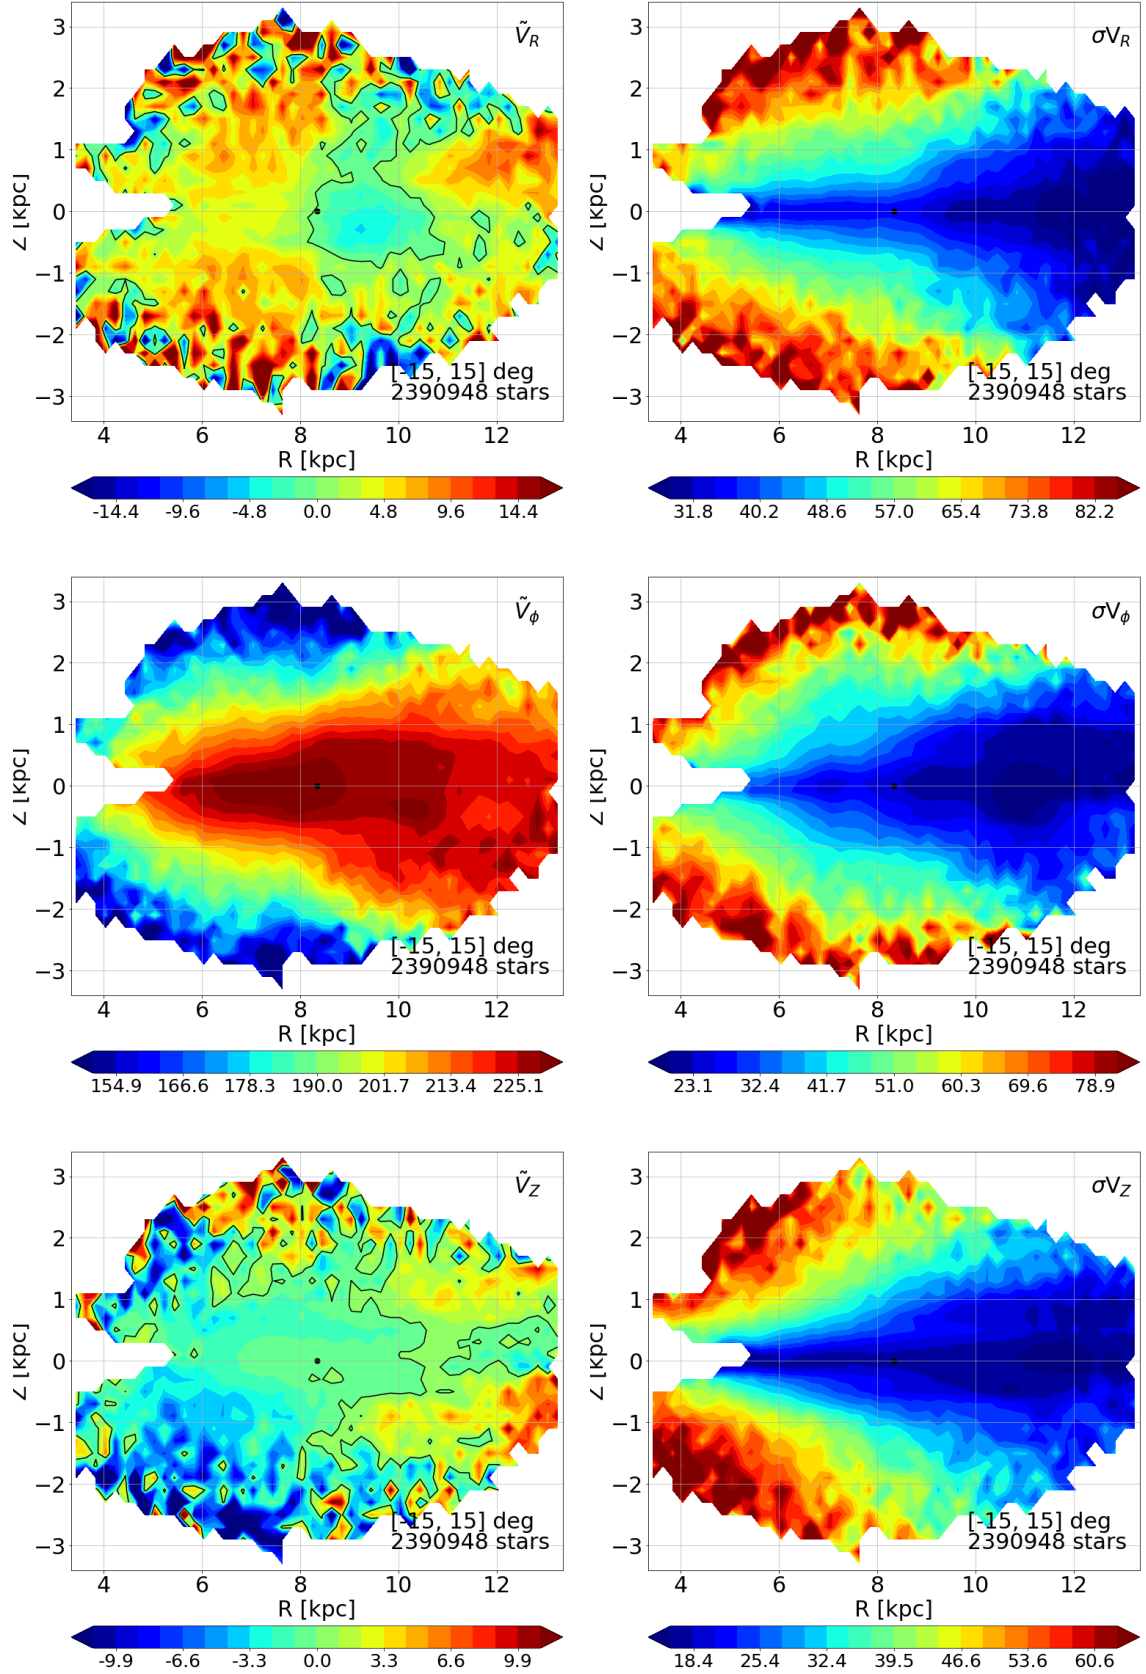 Ṽ_R
3
2
1
0
−1
−2
−3
Z [kpc]
[-15, 15] deg
2390948 stars
4 6 8 10 12
R [kpc]
-14.4 -9.6 -4.8 0.0 4.8 9.6 14.4
σV_R
3
2
1
0
−1
−2
−3
Z [kpc]
[-15, 15] deg
2390948 stars
4 6 8 10 12
R [kpc]
31.8 40.2 48.6 57.0 65.4 73.8 82.2
Ṽ_ϕ
3
2
1
0
−1
−2
−3
Z [kpc]
[-15, 15] deg
2390948 stars
4 6 8 10 12
R [kpc]
154.9 166.6 178.3 190.0 201.7 213.4 225.1
σV_ϕ
3
2
1
0
−1
−2
−3
Z [kpc]
[-15, 15] deg
2390948 stars
4 6 8 10 12
R [kpc]
23.1 32.4 41.7 51.0 60.3 69.6 78.9
Ṽ_Z
3
2
1
0
−1
−2
−3
Z [kpc]
[-15, 15] deg
2390948 stars
4 6 8 10 12
R [kpc]
-9.9 -6.6 -3.3 0.0 3.3 6.6 9.9
σV_Z
3
2
1
0
−1
−2
−3
Z [kpc]
[-15, 15] deg
2390948 stars
4 6 8 10 12
R [kpc]
18.4 25.4 32.4 39.5 46.6 53.6 60.6